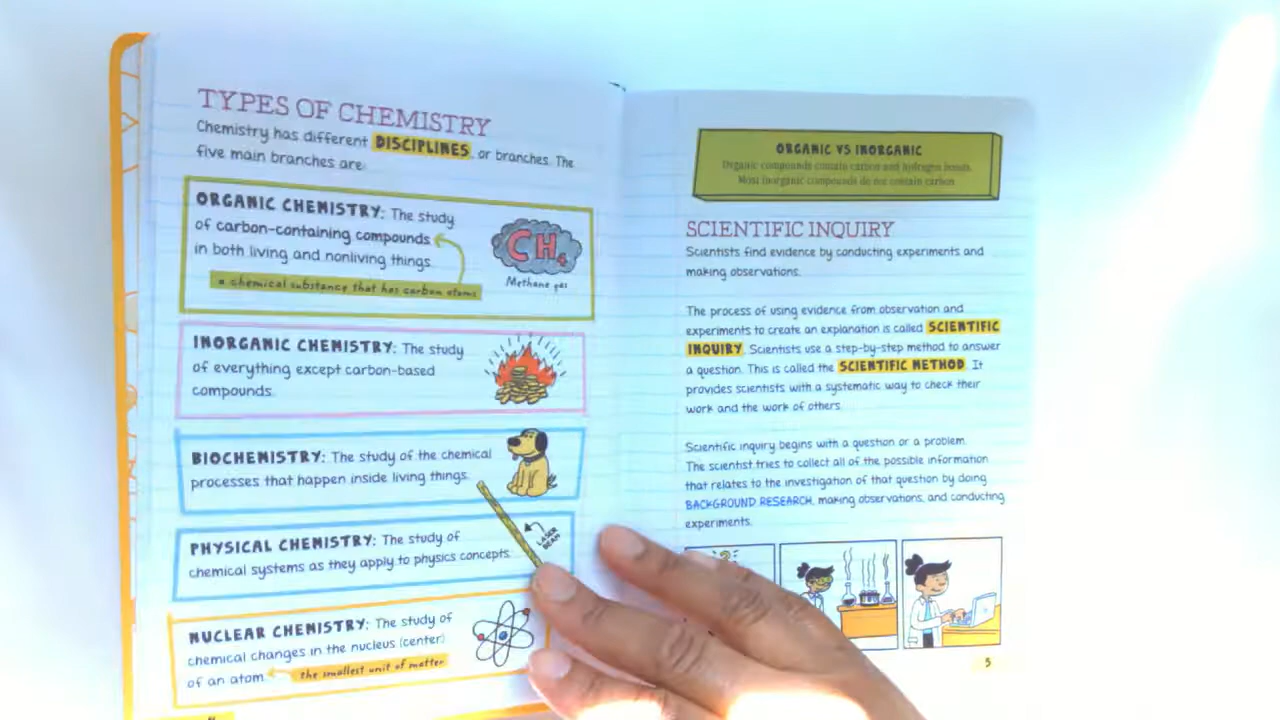 TYPES OF CHEMISTRY
Chemistry has different DISCIPLINES, or branches. The
five main branches are:
ORGANIC CHEMISTRY: The study
of carbon-containing compounds
in both living and nonliving things.
a chemical substance that has carbon atoms
CH4
Methane gas
INORGANIC CHEMISTRY: The study
of everything except carbon-based
compounds.
BIOCHEMISTRY: The study of the chemical
processes that happen inside living things.
PHYSICAL CHEMISTRY: The study of
chemical systems as they apply to physics concepts.
LASER
BEAM
NUCLEAR CHEMISTRY: The study of
chemical changes in the nucleus (center)
of an atom.
the smallest unit of matter
ORGANIC VS INORGANIC
Organic compounds contain carbon and hydrogen bonds.
Most inorganic compounds do not contain carbon.
SCIENTIFIC INQUIRY
Scientists find evidence by conducting experiments and
making observations.
The process of using evidence from observation and
experiments to create an explanation is called SCIENTIFIC
INQUIRY. Scientists use a step-by-step method to answer
a question. This is called the SCIENTIFIC METHOD. It
provides scientists with a systematic way to check their
work and the work of others.
Scientific inquiry begins with a question or a problem.
The scientist tries to collect all of the possible information
that relates to the investigation of that question by doing
BACKGROUND RESEARCH, making observations, and conducting
experiments.
5